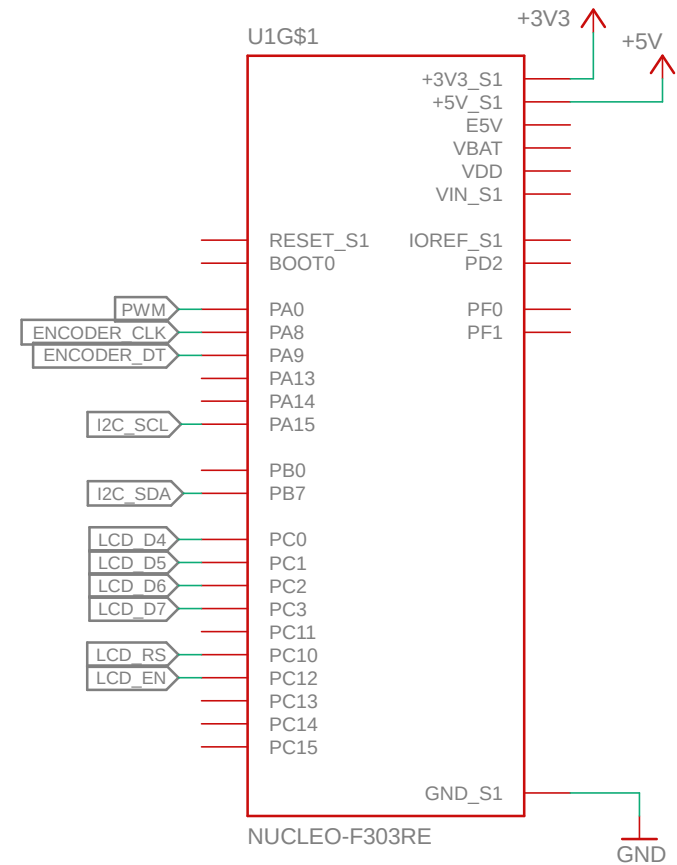 +3V3
U1G$1
+5V
+3V3_S1
+5V_S1
E5V
VBAT
VDD
VIN_S1
RESET_S1 IOREF_S1
BOOT0 PD2
PWM PA0 PF0
ENCODER_CLK PA8 PF1
ENCODER_DT PA9
PA13
PA14
I2C_SCL PA15
PB0
I2C_SDA PB7
LCD_D4 PC0
LCD_D5 PC1
LCD_D6 PC2
LCD_D7 PC3
PC11
LCD_RS PC10
LCD_EN PC12
PC13
PC14
PC15
GND_S1
NUCLEO-F303RE
GND